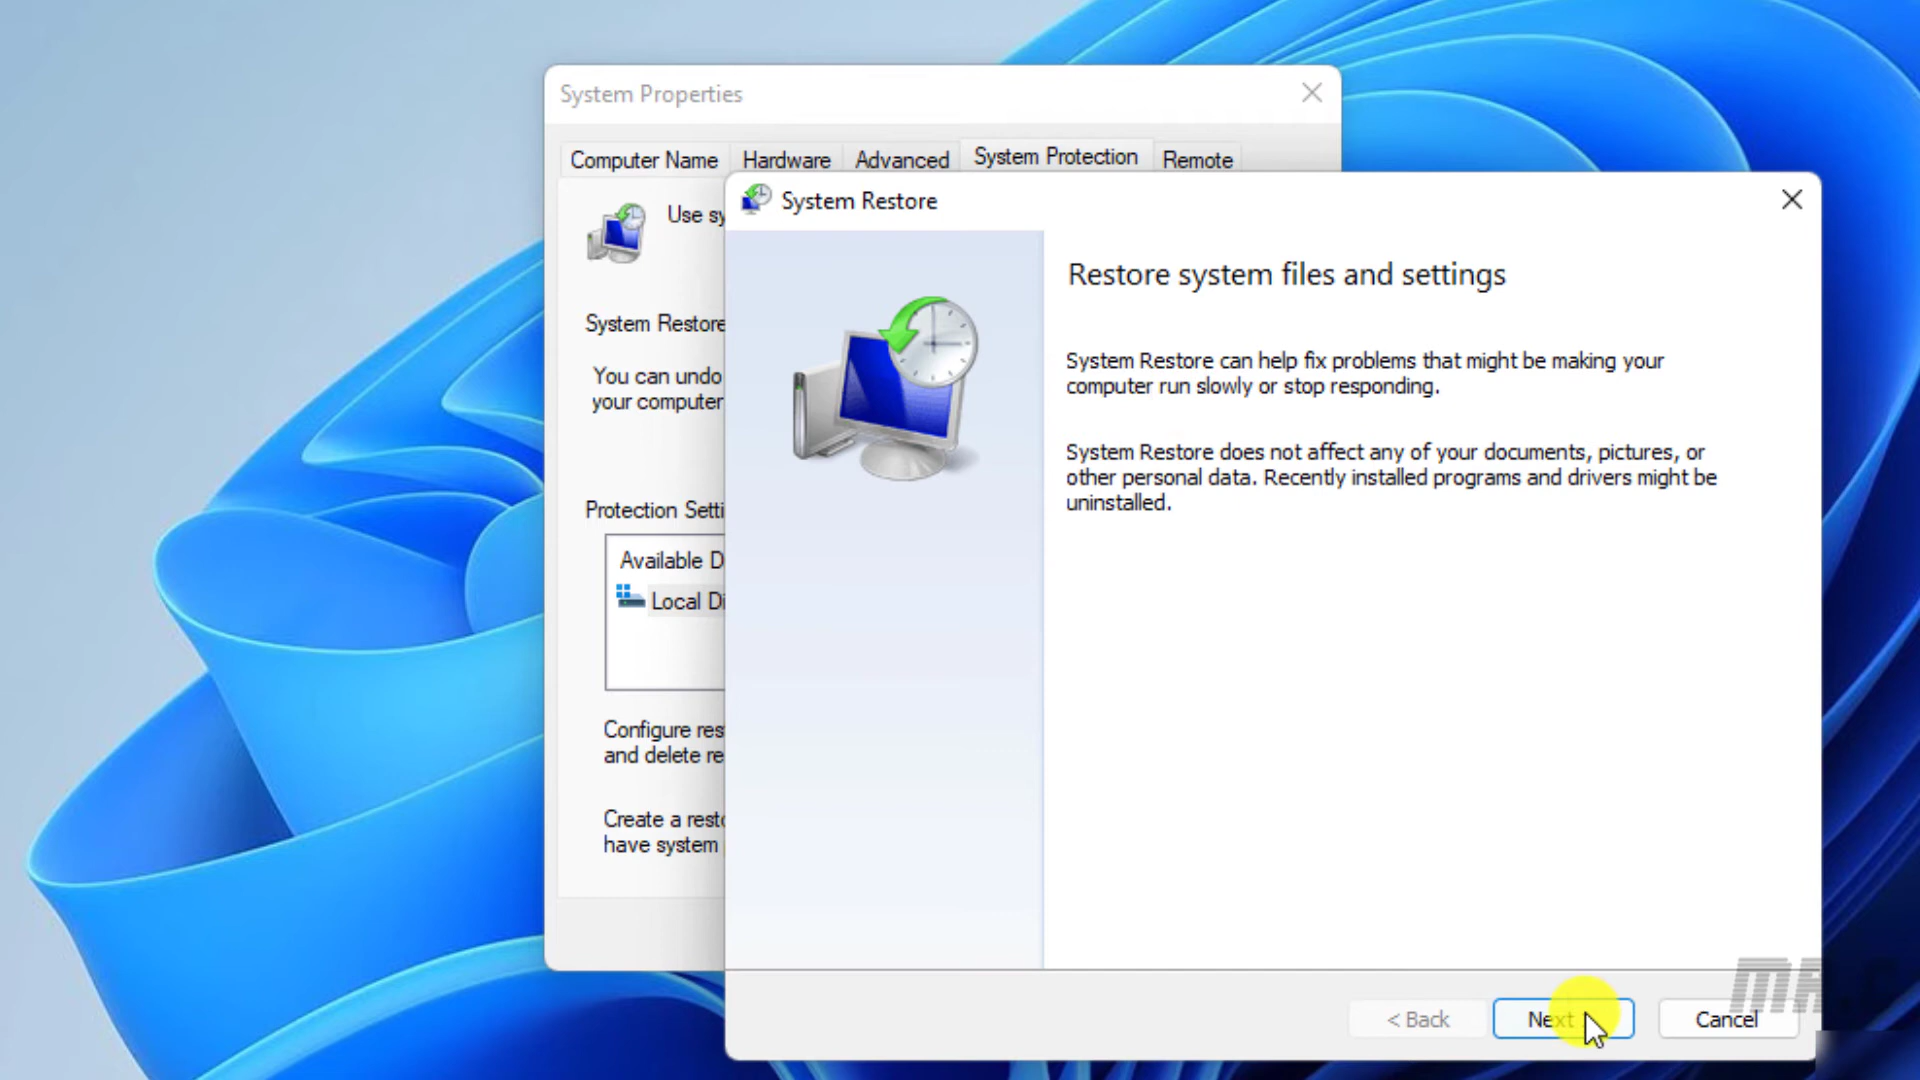 System Properties
Computer Name
Hardware
Advanced
System Protection
Remote
Use sy
System Restore
You can undo
your computer
Protection Setti
Available D
Local Di
Configure res
and delete re
Create a rest
have system
System Restore
Restore system files and settings
System Restore can help fix problems that might be making your
computer run slowly or stop responding.
System Restore does not affect any of your documents, pictures, or
other personal data. Recently installed programs and drivers might be
uninstalled.
< Back
Next
Cancel